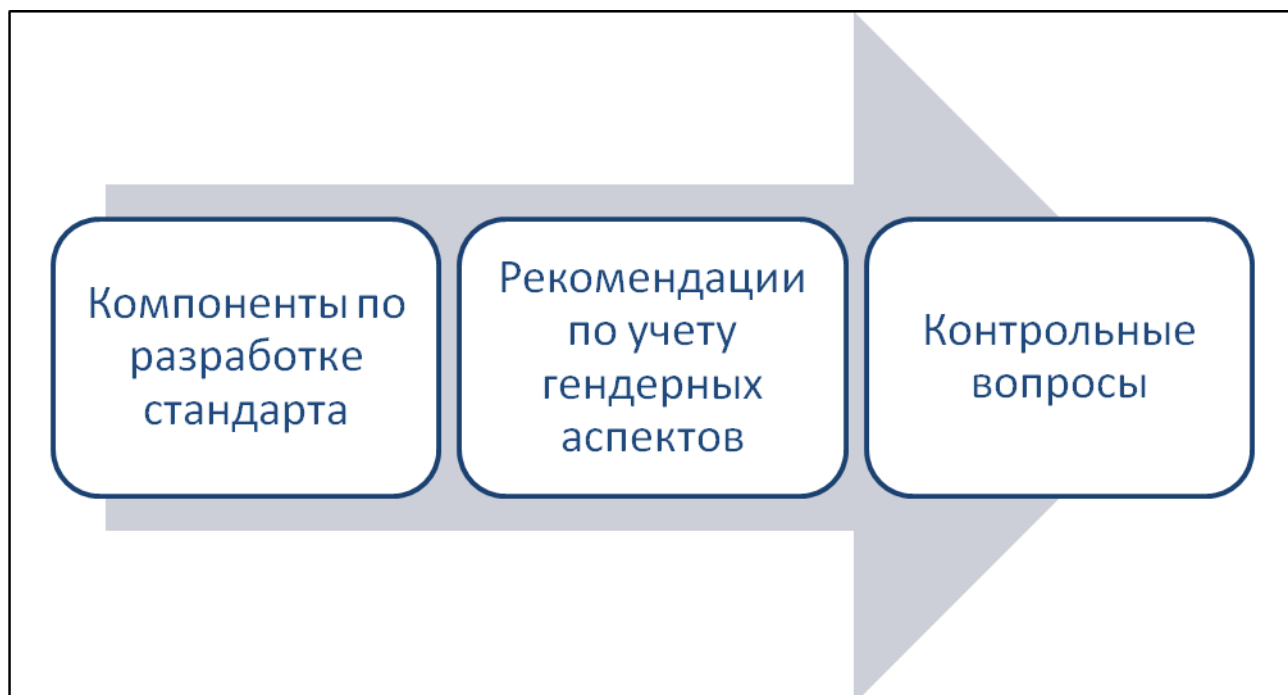 Компоненты по
разработке
стандарта
Рекомендации
по учету
гендерных
аспектов
Контрольные
вопросы